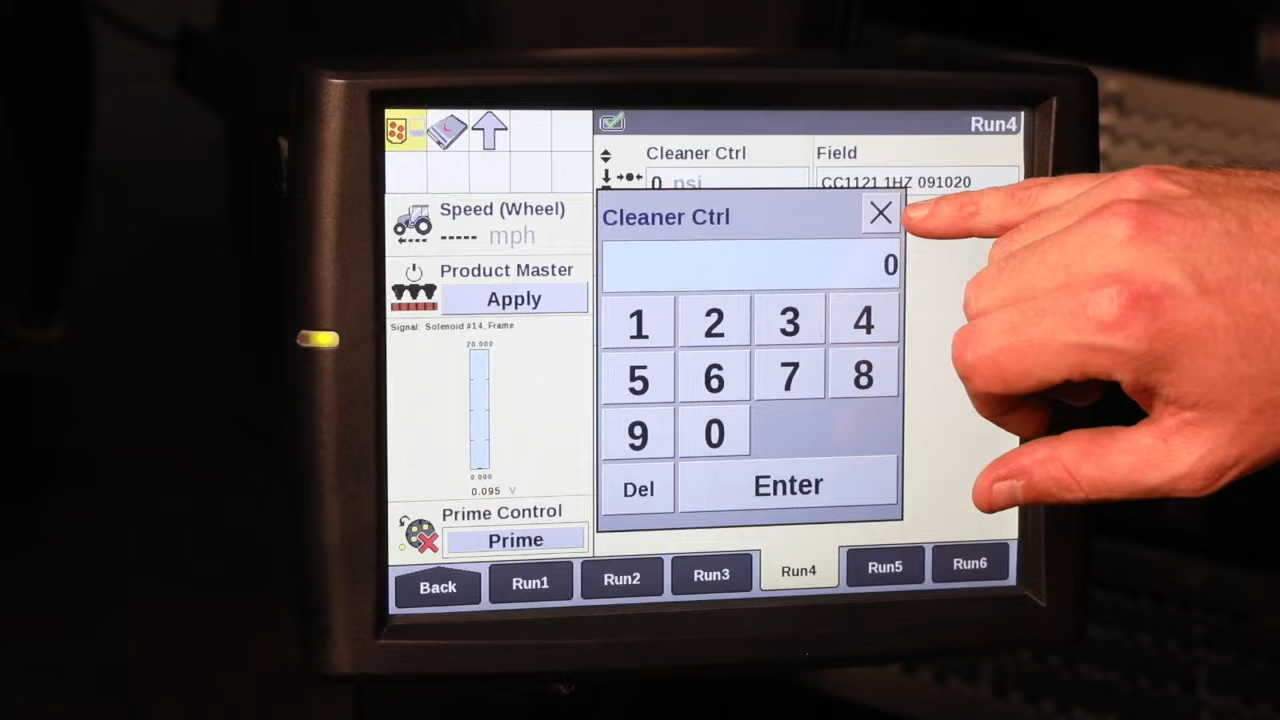 Run4
Cleaner Ctrl
Field
0 psi
CC1121 1HZ 091020
Speed (Wheel)
----- mph
Product Master
Apply
Signal: Solenoid #14, Frame
20.000
0.000
0.095 V
Prime Control
Prime
Cleaner Ctrl
0
1 2 3 4
5 6 7 8
9 0
Del Enter
Back Run1 Run2 Run3 Run4 Run5 Run6